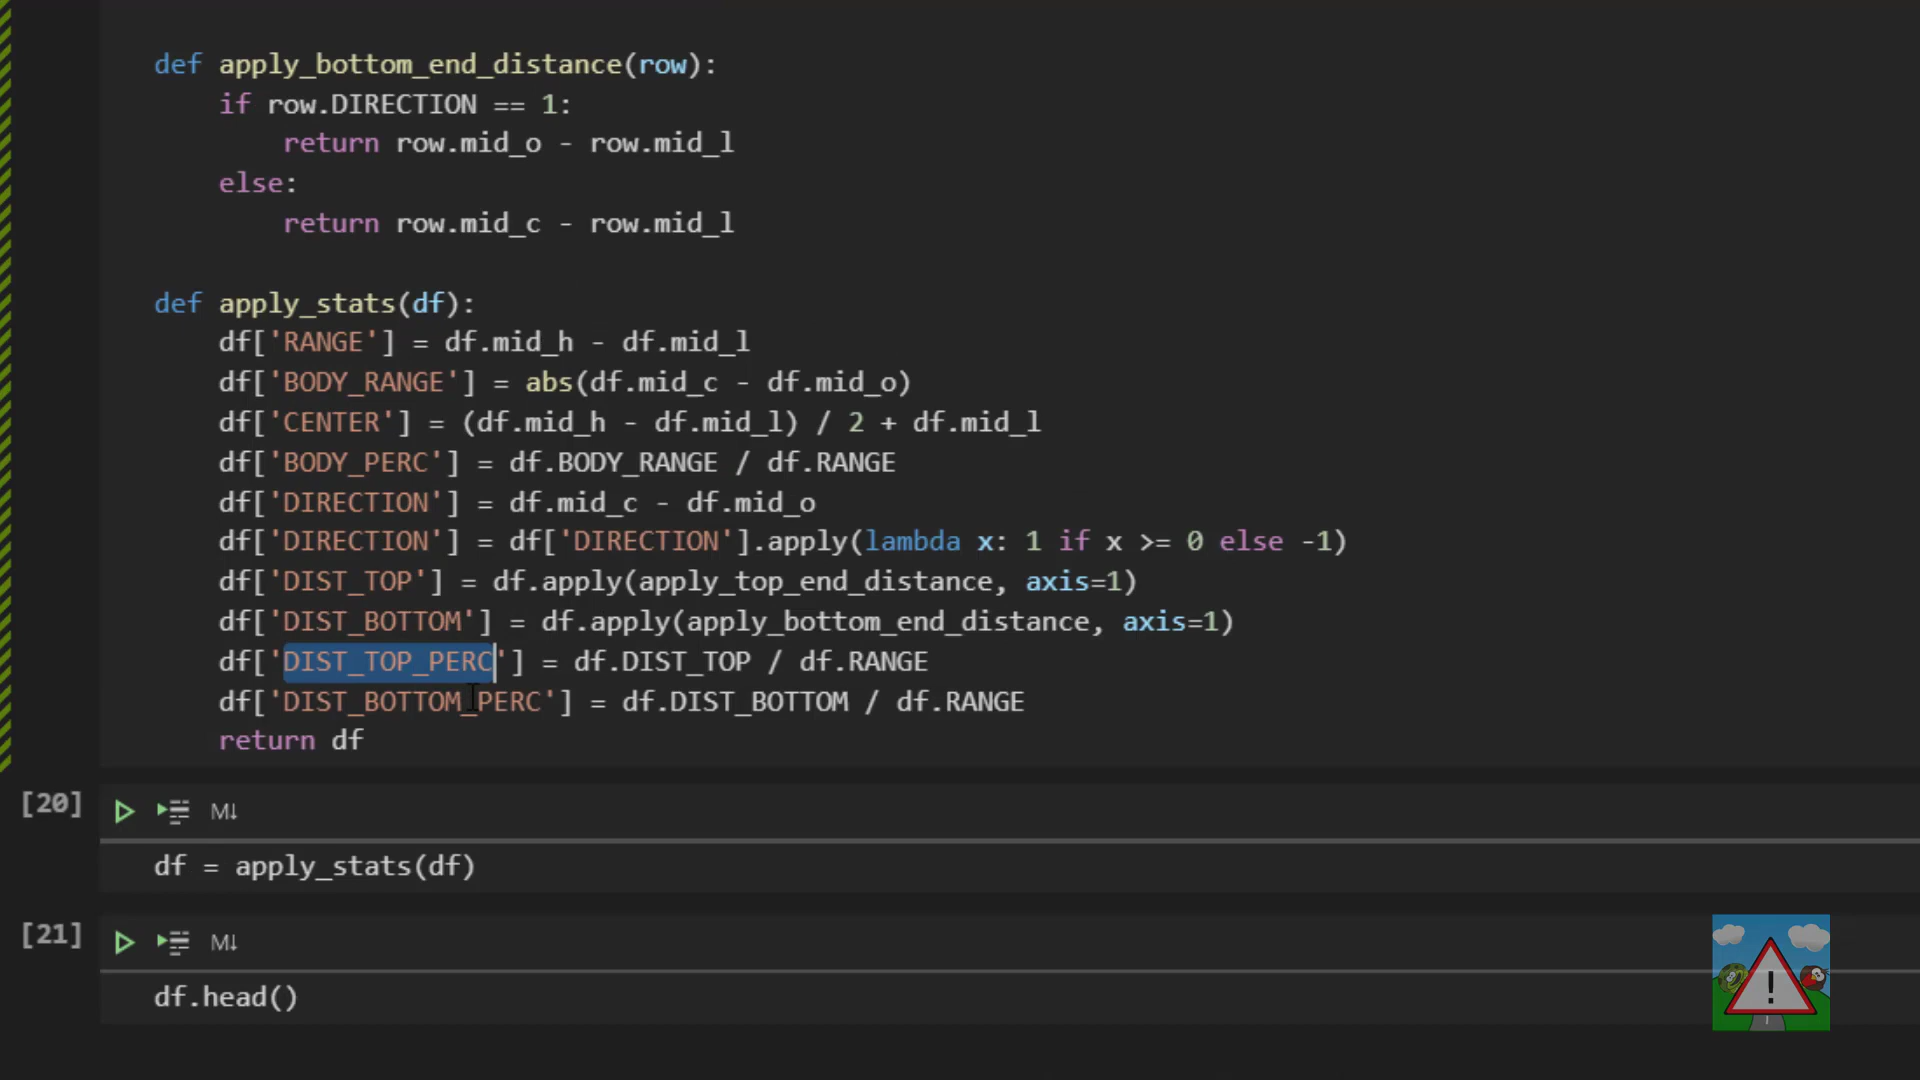 def apply_bottom_end_distance(row):
    if row.DIRECTION == 1:
        return row.mid_o - row.mid_l
    else:
        return row.mid_c - row.mid_l
def apply_stats(df):
    df['RANGE'] = df.mid_h - df.mid_l
    df['BODY_RANGE'] = abs(df.mid_c - df.mid_o)
    df['CENTER'] = (df.mid_h - df.mid_l) / 2 + df.mid_l
    df['BODY_PERC'] = df.BODY_RANGE / df.RANGE
    df['DIRECTION'] = df.mid_c - df.mid_o
    df['DIRECTION'] = df['DIRECTION'].apply(lambda x: 1 if x >= 0 else -1)
    df['DIST_TOP'] = df.apply(apply_top_end_distance, axis=1)
    df['DIST_BOTTOM'] = df.apply(apply_bottom_end_distance, axis=1)
    df['DIST_TOP_PERC'] = df.DIST_TOP / df.RANGE
    df['DIST_BOTTOM_PERC'] = df.DIST_BOTTOM / df.RANGE
    return df
[20] M↓
df = apply_stats(df)
[21] M↓
df.head()
!